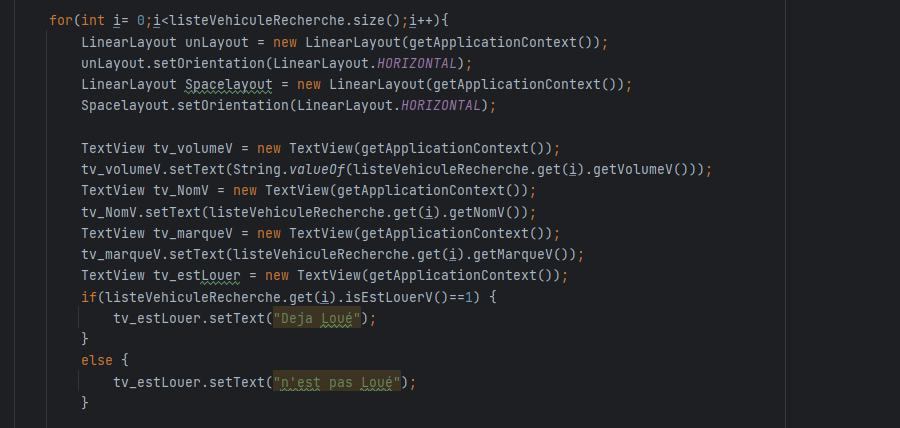 for(int i= 0;i<listeVehiculeRecherche.size();i++){
LinearLayout unLayout = new LinearLayout(getApplicationContext());
unLayout.setOrientation(LinearLayout.HORIZONTAL);
LinearLayout Spacelayout = new LinearLayout(getApplicationContext());
Spacelayout.setOrientation(LinearLayout.HORIZONTAL);
TextView tv_volumeV = new TextView(getApplicationContext());
tv_volumeV.setText(String.valueOf(listeVehiculeRecherche.get(i).getVolumeV()));
TextView tv_NomV = new TextView(getApplicationContext());
tv_NomV.setText(listeVehiculeRecherche.get(i).getNomV());
TextView tv_marqueV = new TextView(getApplicationContext());
tv_marqueV.setText(listeVehiculeRecherche.get(i).getMarqueV());
TextView tv_estLouer = new TextView(getApplicationContext());
if(listeVehiculeRecherche.get(i).isEstLouerV()==1) {
tv_estLouer.setText("Deja Loué");
}
else {
tv_estLouer.setText("n'est pas Loué");
}